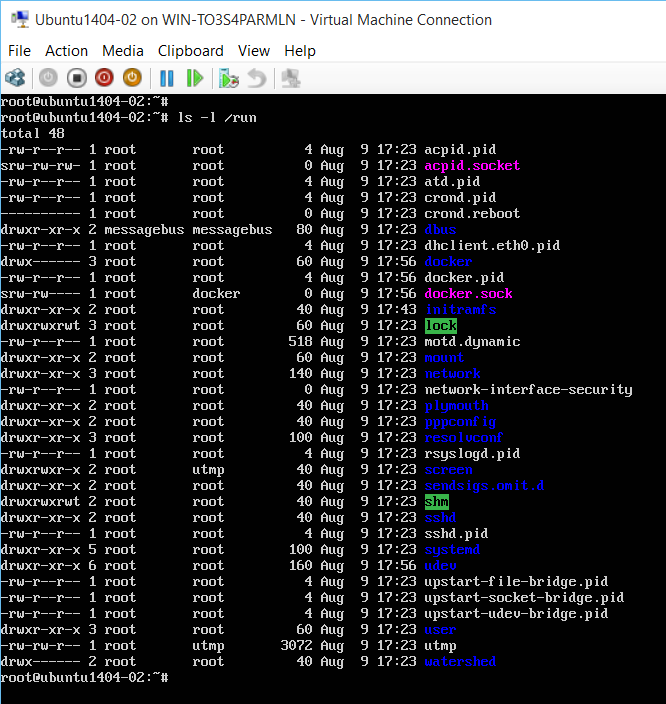 Ubuntu1404-02 on WIN-TO3S4PARMLN - Virtual Machine Connection
File Action Media Clipboard View Help
root@ubuntu1404-02:~#
root@ubuntu1404-02:~# ls -l /run
total 48
-rw-r--r-- 1 root       root          4 Aug  9 17:23 acpid.pid
srw-rw-rw- 1 root       root          0 Aug  9 17:23 acpid.socket
-rw-r--r-- 1 root       root          4 Aug  9 17:23 atd.pid
-rw-r--r-- 1 root       root          4 Aug  9 17:23 crond.pid
---------- 1 root       root          0 Aug  9 17:23 crond.reboot
drwxr-xr-x 2 messagebus messagebus   80 Aug  9 17:23 dbus
-rw-r--r-- 1 root       root          4 Aug  9 17:23 dhclient.eth0.pid
drwx------ 3 root       root         60 Aug  9 17:56 docker
-rw-r--r-- 1 root       root          4 Aug  9 17:56 docker.pid
srw-rw---- 1 root       docker        0 Aug  9 17:56 docker.sock
drwxr-xr-x 2 root       root         40 Aug  9 17:43 initramfs
drwxrwxrwt 3 root       root         60 Aug  9 17:23 lock
-rw-r--r-- 1 root       root        518 Aug  9 17:23 motd.dynamic
drwxr-xr-x 2 root       root         60 Aug  9 17:23 mount
drwxr-xr-x 3 root       root        140 Aug  9 17:23 network
-rw-r--r-- 1 root       root          0 Aug  9 17:23 network-interface-security
drwxr-xr-x 2 root       root         40 Aug  9 17:23 plymouth
drwxr-xr-x 2 root       root         40 Aug  9 17:23 pppconfig
drwxr-xr-x 3 root       root        100 Aug  9 17:23 resolvconf
-rw-r--r-- 1 root       root          4 Aug  9 17:23 rsyslogd.pid
drwxrwxr-x 2 root       utmp         40 Aug  9 17:23 screen
drwxr-xr-x 2 root       root         40 Aug  9 17:23 sendsigs.omit.d
drwxrwxrwt 2 root       root         40 Aug  9 17:23 shm
drwxr-xr-x 2 root       root         40 Aug  9 17:23 sshd
-rw-r--r-- 1 root       root          4 Aug  9 17:23 sshd.pid
drwxr-xr-x 5 root       root        100 Aug  9 17:23 systemd
drwxr-xr-x 6 root       root        160 Aug  9 17:56 udev
-rw-r--r-- 1 root       root          4 Aug  9 17:23 upstart-file-bridge.pid
-rw-r--r-- 1 root       root          4 Aug  9 17:23 upstart-socket-bridge.pid
-rw-r--r-- 1 root       root          4 Aug  9 17:23 upstart-udev-bridge.pid
drwxr-xr-x 3 root       root         60 Aug  9 17:23 user
-rw-rw-r-- 1 root       utmp       3072 Aug  9 17:23 utmp
drwx------ 2 root       root         40 Aug  9 17:23 watershed
root@ubuntu1404-02:~#